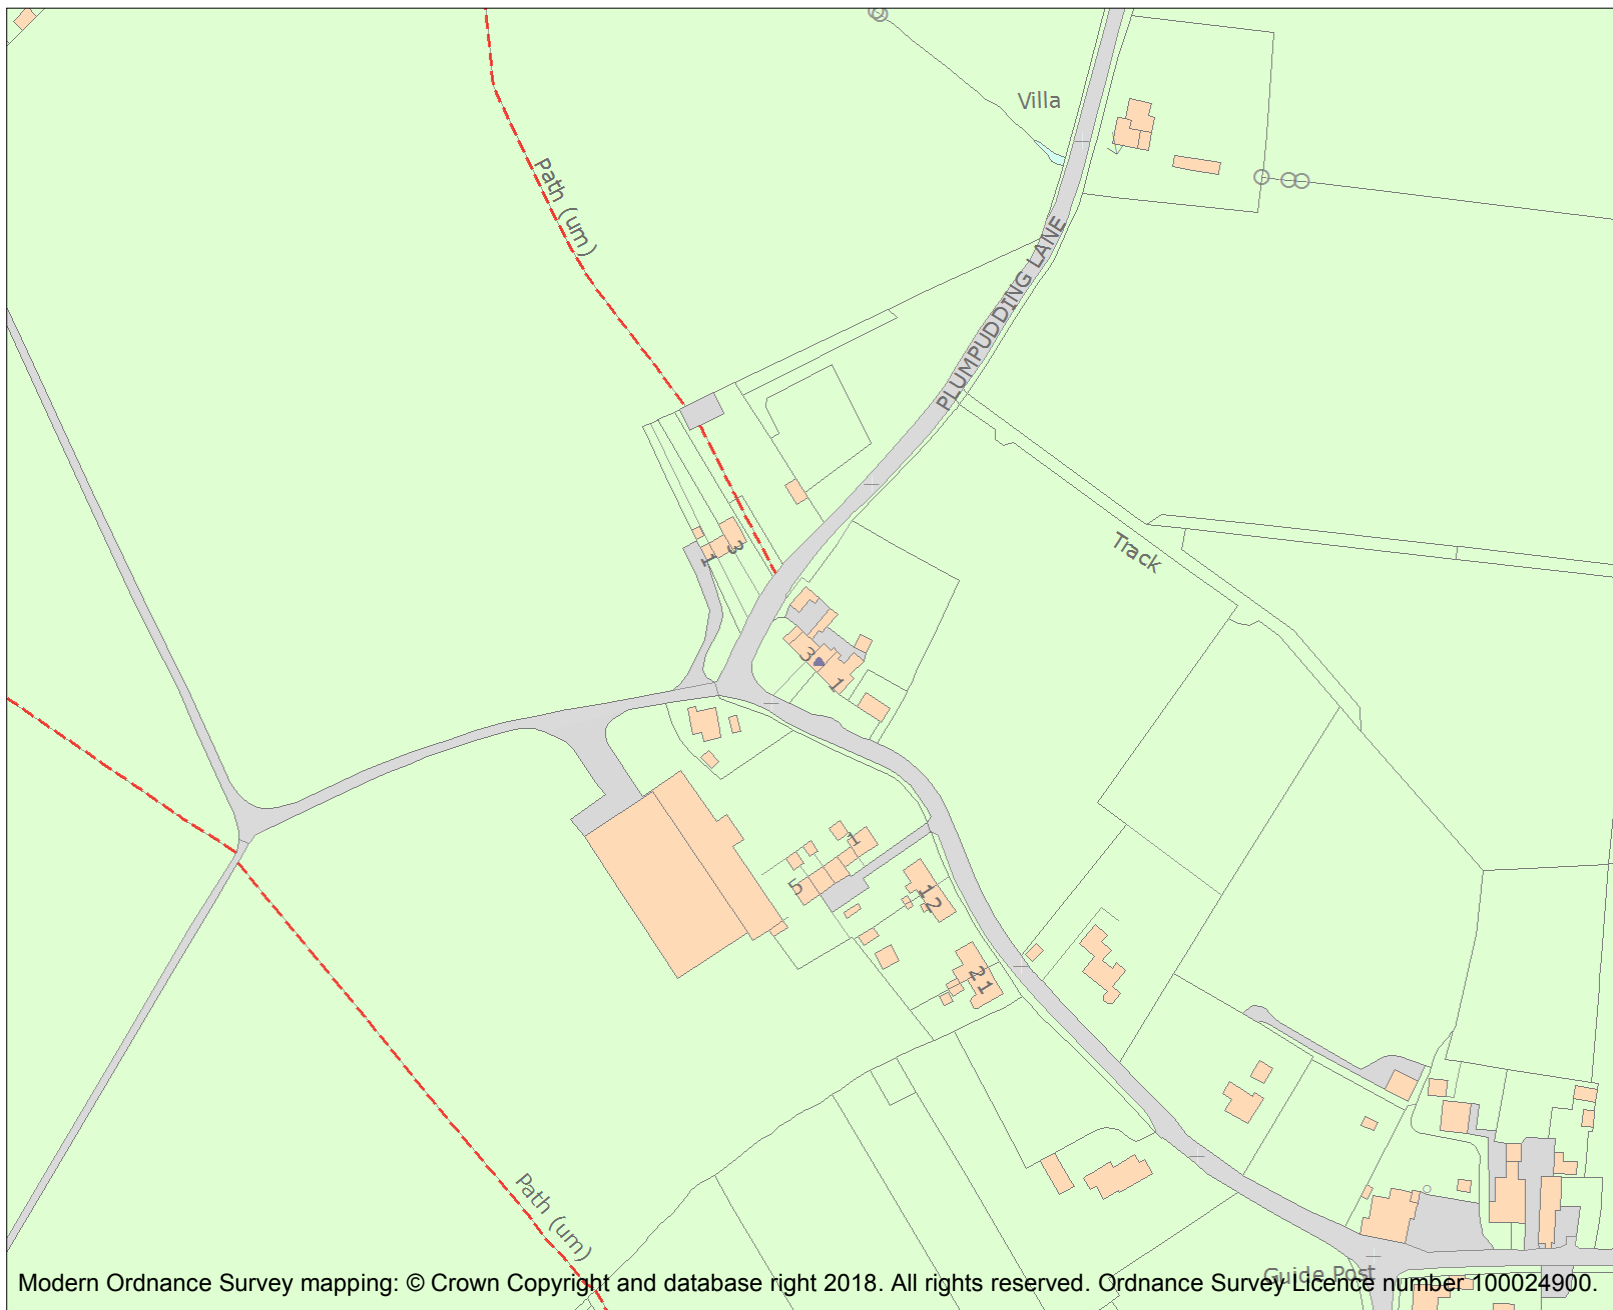 Villa
Path (um)
PLUMPUDDING LANE
Track
3
1
3
1
1
5
12
21
Path (um)
Guide Post
Modern Ordnance Survey mapping: © Crown Copyright and database right 2018. All rights reserved. Ordnance Survey Licence number 100024900.